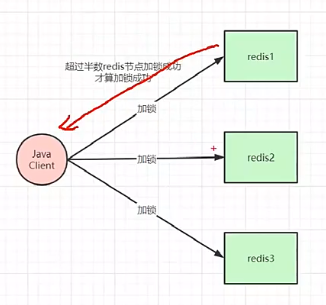 超过半数redis节点加锁成功
才算加锁成功
redis1
加锁
Java
Client
加锁
redis2
加锁
redis3